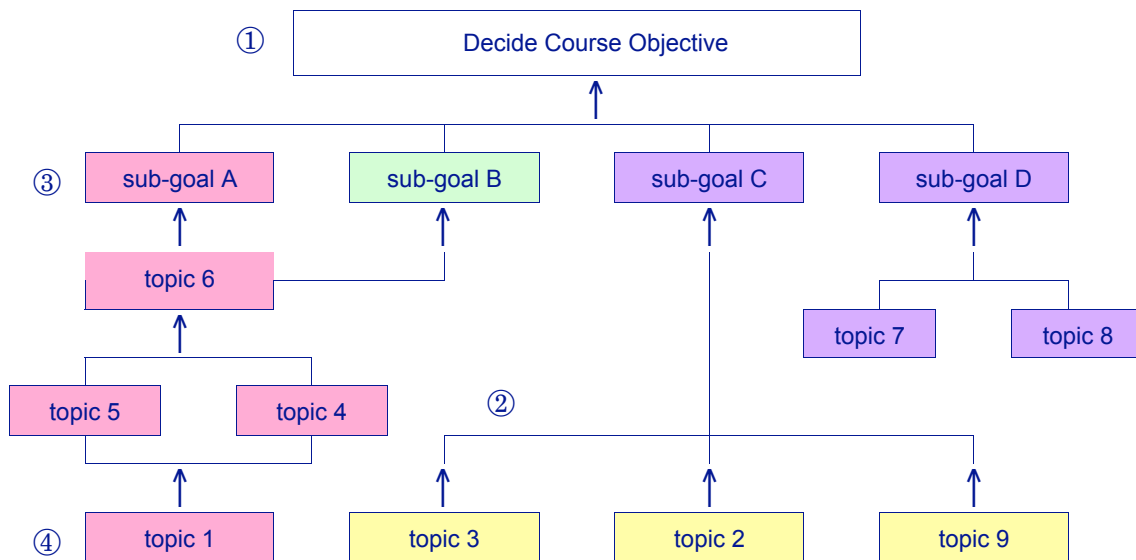 ① Decide Course Objective
③ sub-goal A sub-goal B sub-goal C sub-goal D
topic 6
topic 7 topic 8
topic 5 topic 4
②
④ topic 1 topic 3 topic 2 topic 9